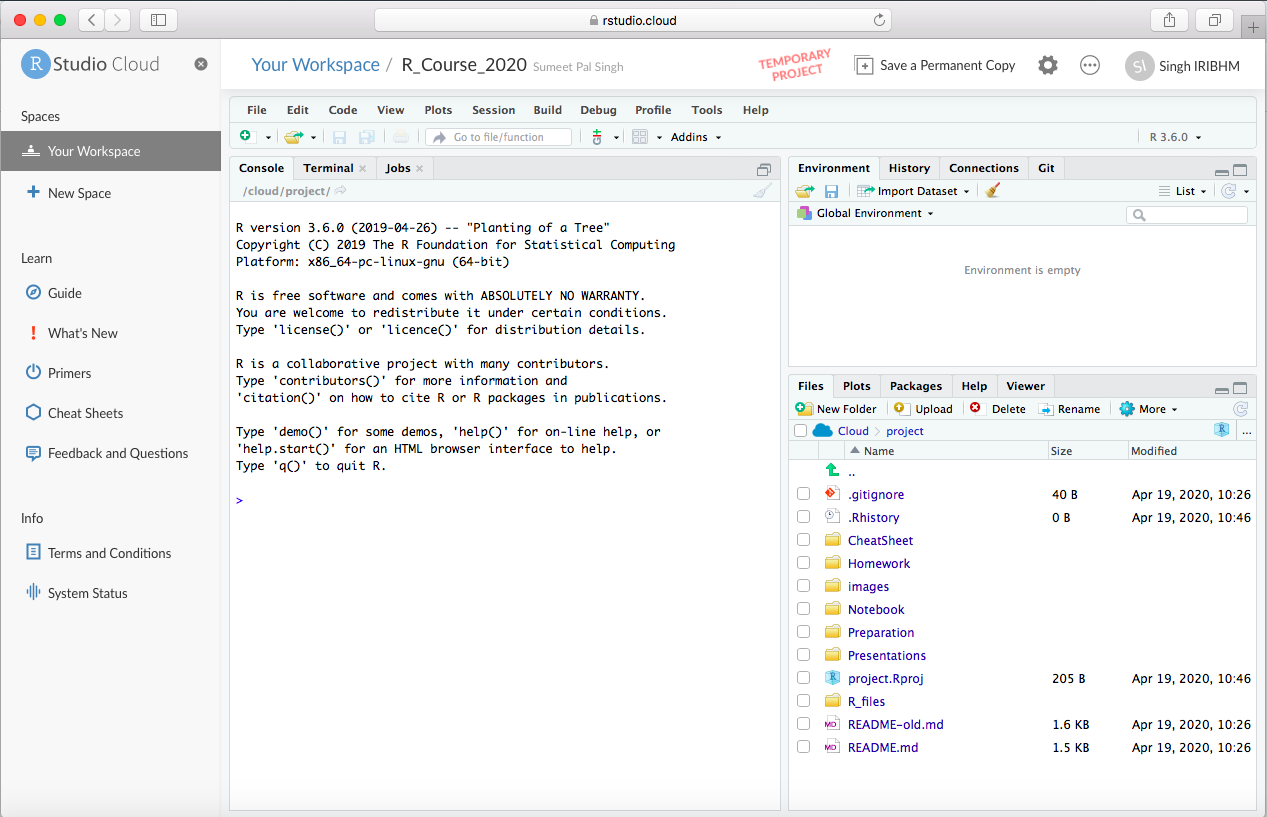 rstudio.cloud
R Studio Cloud
Your Workspace / R_Course_2020 Sumeet Pal Singh
TEMPORARY
PROJECT
Save a Permanent Copy
SI Singh IRIBHM
Spaces
Your Workspace
New Space
Learn
Guide
What's New
Primers
Cheat Sheets
Feedback and Questions
Info
Terms and Conditions
System Status
File Edit Code View Plots Session Build Debug Profile Tools Help
Go to file/function Addins R 3.6.0
Console Terminal Jobs
/cloud/project/
R version 3.6.0 (2019-04-26) -- "Planting of a Tree"
Copyright (C) 2019 The R Foundation for Statistical Computing
Platform: x86_64-pc-linux-gnu (64-bit)
R is free software and comes with ABSOLUTELY NO WARRANTY.
You are welcome to redistribute it under certain conditions.
Type 'license()' or 'licence()' for distribution details.
R is a collaborative project with many contributors.
Type 'contributors()' for more information and
'citation()' on how to cite R or R packages in publications.
Type 'demo()' for some demos, 'help()' for on-line help, or
'help.start()' for an HTML browser interface to help.
Type 'q()' to quit R.
>
Environment History Connections Git
Import Dataset List
Global Environment
Environment is empty
Files Plots Packages Help Viewer
New Folder Upload Delete Rename More
Cloud project R ...
Name Size Modified
..
.gitignore 40 B Apr 19, 2020, 10:26
.Rhistory 0 B Apr 19, 2020, 10:46
CheatSheet
Homework
images
Notebook
Preparation
Presentations
R project.Rproj 205 B Apr 19, 2020, 10:46
R_files
MD README-old.md 1.6 KB Apr 19, 2020, 10:26
MD README.md 1.5 KB Apr 19, 2020, 10:26